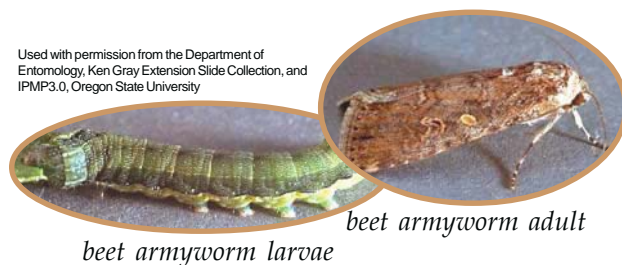 Used with permission from the Department of
Entomology, Ken Gray Extension Slide Collection, and
IPMP3.0, Oregon State University
beet armyworm adult
beet armyworm larvae